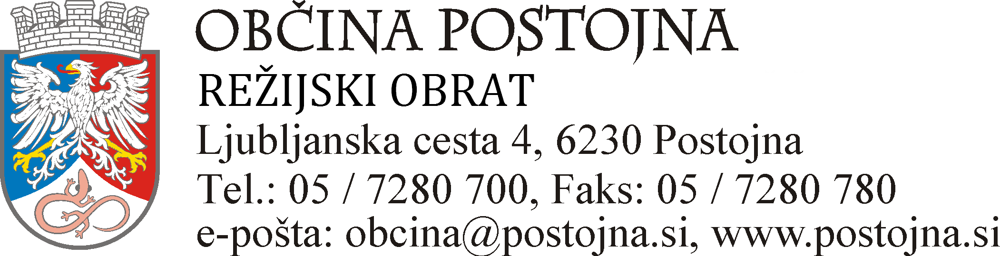 OBČINA POSTOJNA
REŽIJSKI OBRAT
Ljubljanska cesta 4, 6230 Postojna
Tel.: 05 / 7280 700, Faks: 05 / 7280 780
e-pošta: obcina@postojna.si, www.postojna.si